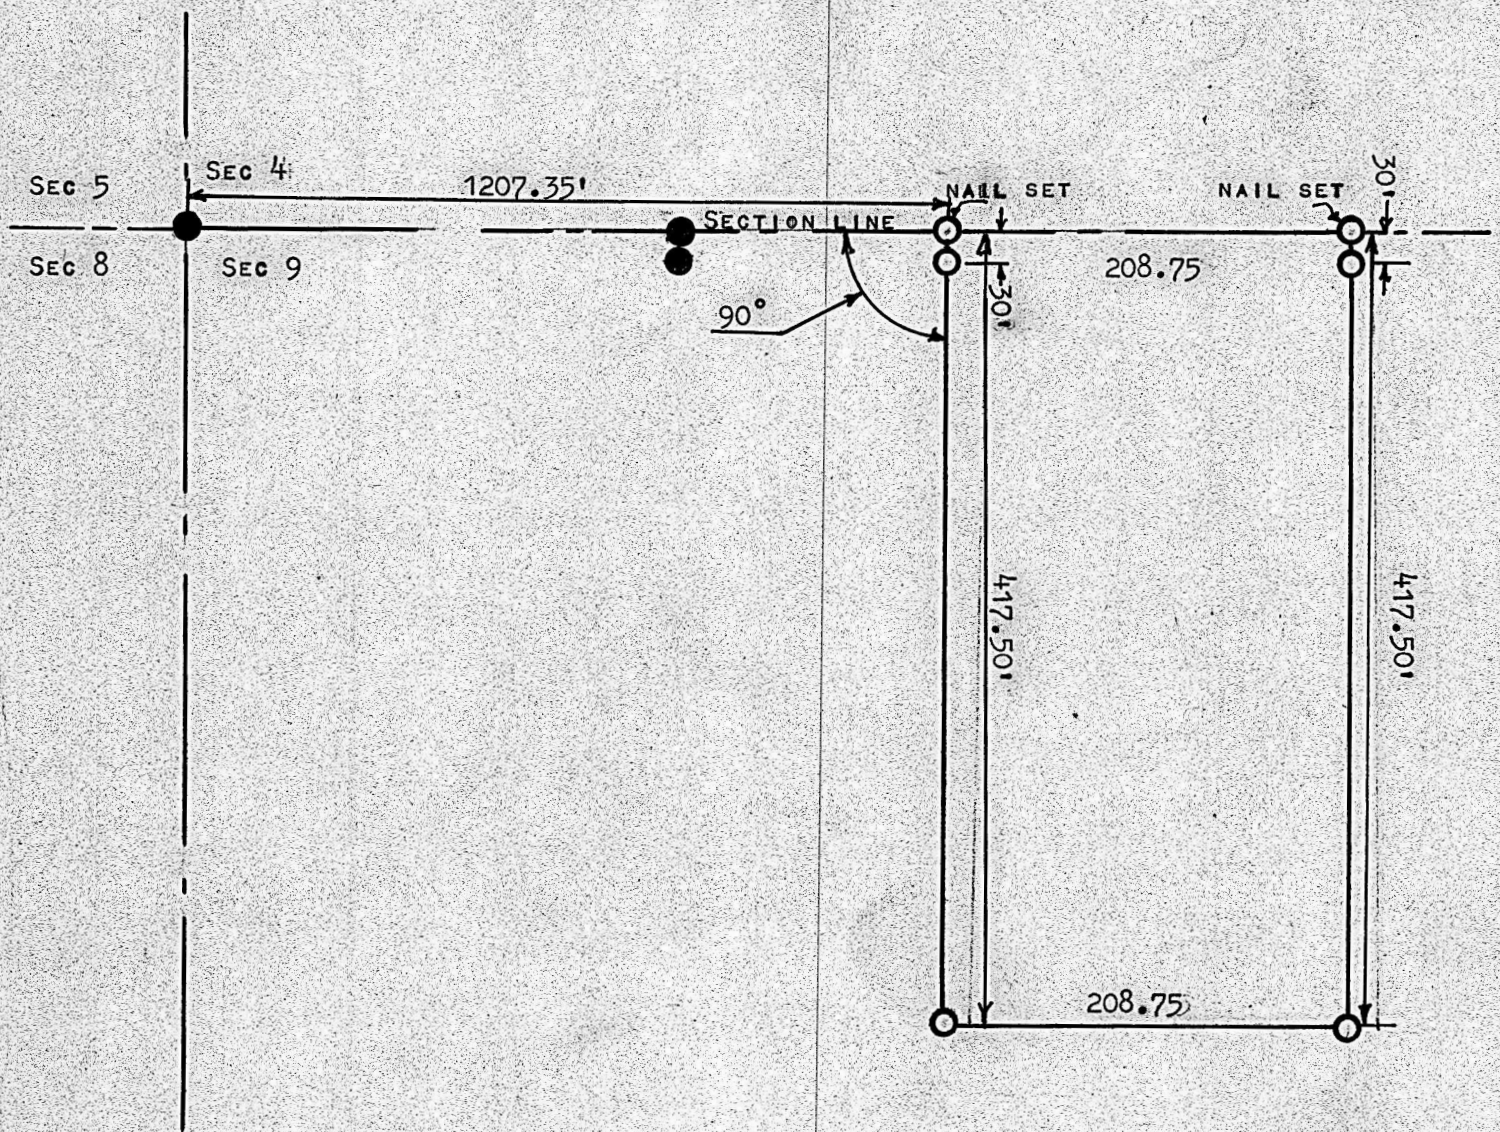 Sec 5
Sec 4
1207.35'
NAIL SET
NAIL SET
30'
SECTION LINE
Sec 8
Sec 9
208.75
30'
90°
417.50'
417.50'
208.75